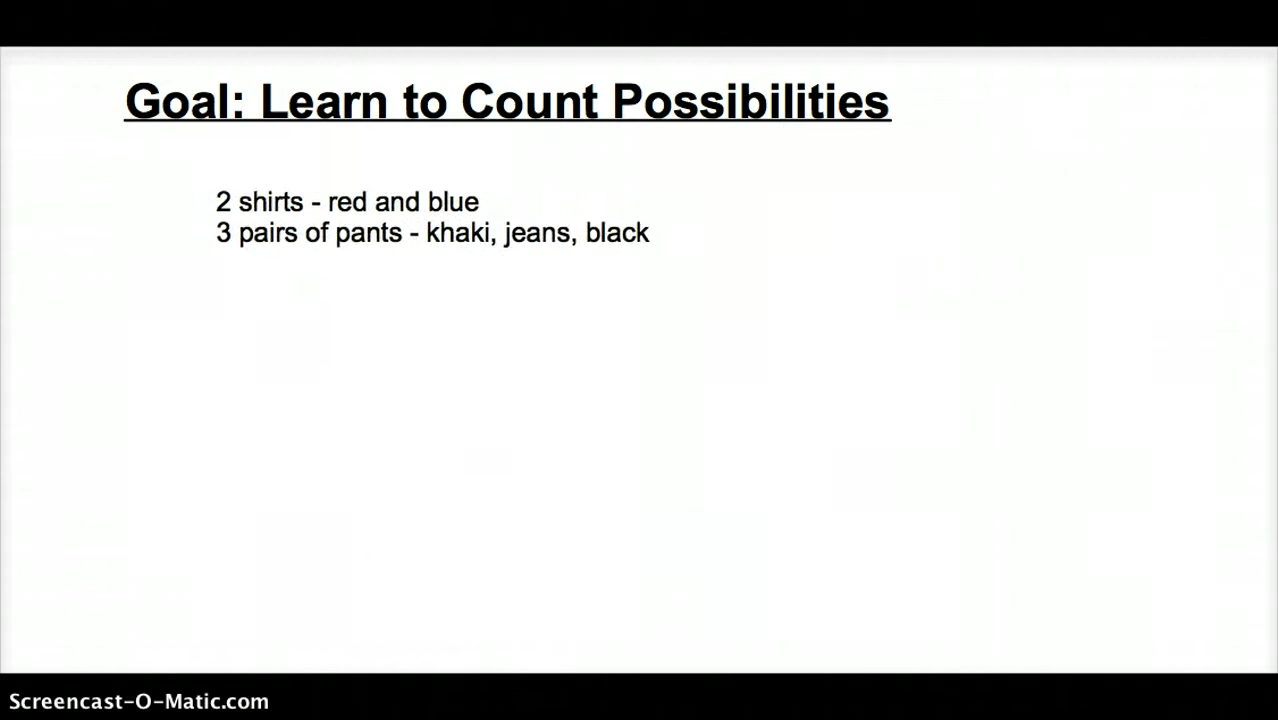 Goal: Learn to Count Possibilities
2 shirts - red and blue
3 pairs of pants - khaki, jeans, black
Screencast-O-Matic.com